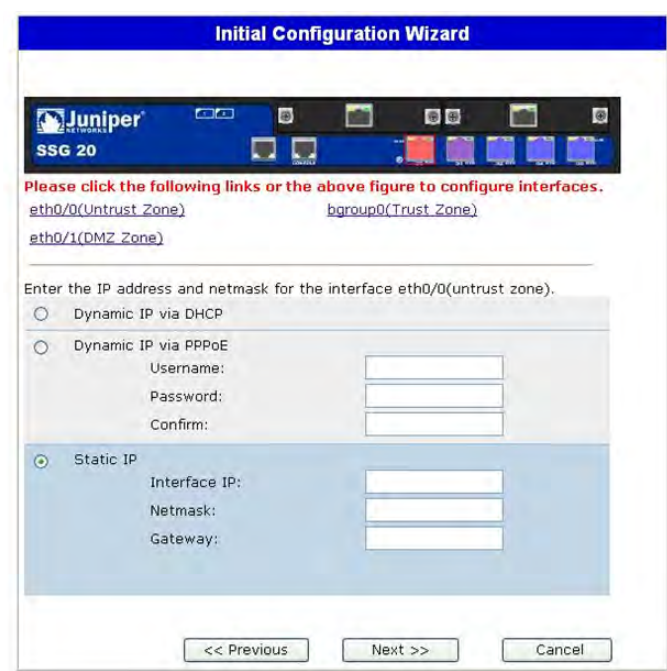 Initial Configuration Wizard
Juniper
NETWORKS
SSG 20
CONSOLE
Please click the following links or the above figure to configure interfaces.
eth0/0(Untrust Zone) bgroup0(Trust Zone)
eth0/1(DMZ Zone)
Enter the IP address and netmask for the interface eth0/0(untrust zone).
Dynamic IP via DHCP
Dynamic IP via PPPoE
Username:
Password:
Confirm:
Static IP
Interface IP:
Netmask:
Gateway:
<< Previous Next >> Cancel